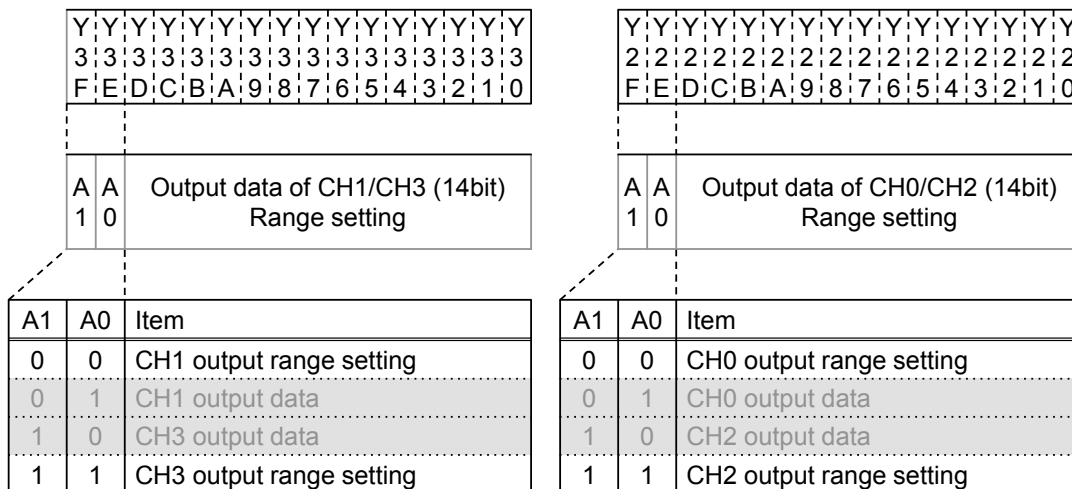 Y Y Y Y Y Y Y Y Y Y Y Y Y Y Y Y
3 3 3 3 3 3 3 3 3 3 3 3 3 3 3 3
F E D C B A 9 8 7 6 5 4 3 2 1 0
A A
1 0
Output data of CH1/CH3 (14bit)
Range setting
A1 A0 Item
0 0 CH1 output range setting
0 1 CH1 output data
1 0 CH3 output data
1 1 CH3 output range setting
Y Y Y Y Y Y Y Y Y Y Y Y Y Y Y Y
2 2 2 2 2 2 2 2 2 2 2 2 2 2 2 2
F E D C B A 9 8 7 6 5 4 3 2 1 0
A A
1 0
Output data of CH0/CH2 (14bit)
Range setting
A1 A0 Item
0 0 CH0 output range setting
0 1 CH0 output data
1 0 CH2 output data
1 1 CH2 output range setting